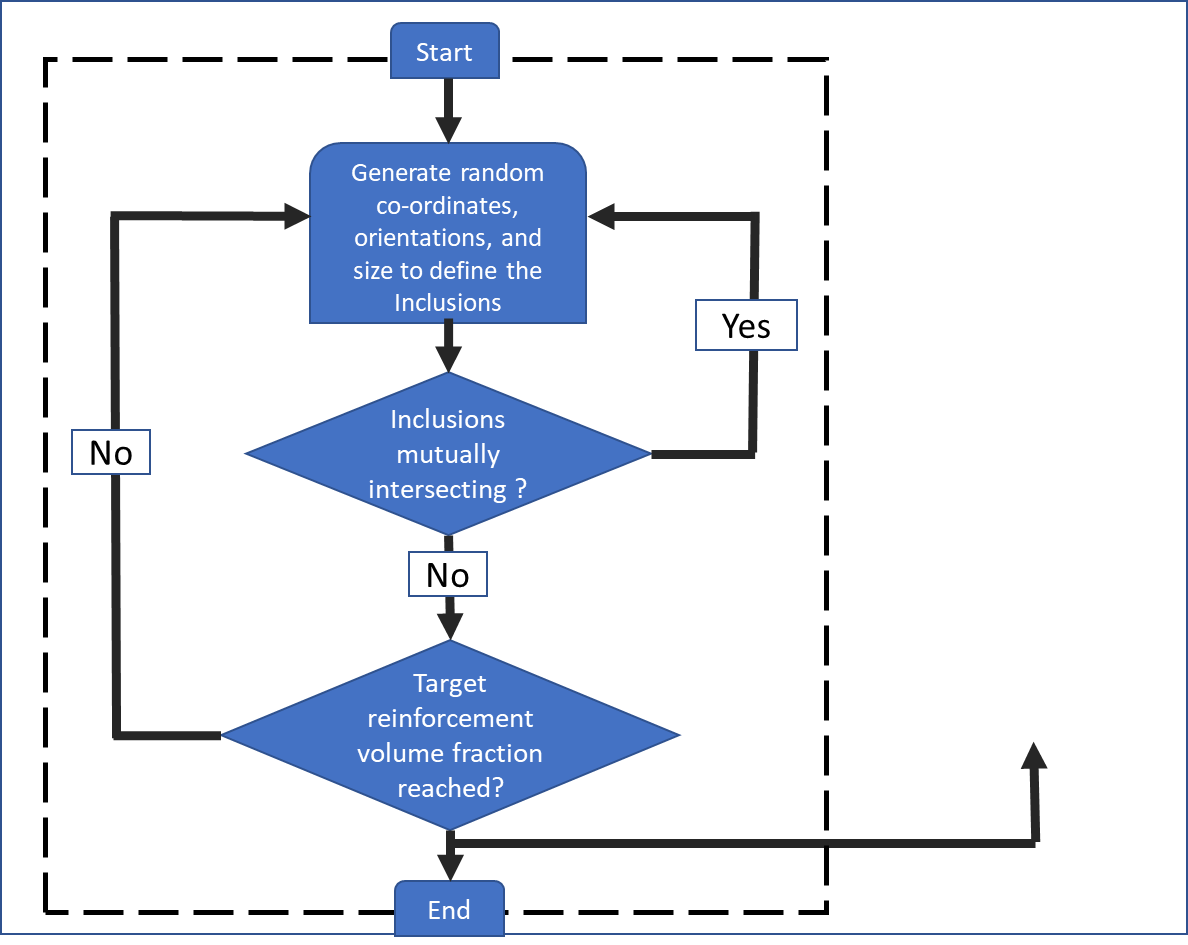 Start
Generate random
co-ordinates,
orientations, and
size to define the
Inclusions
Yes
Inclusions
mutually
intersecting ?
No
No
Target
reinforcement
volume fraction
reached?
End